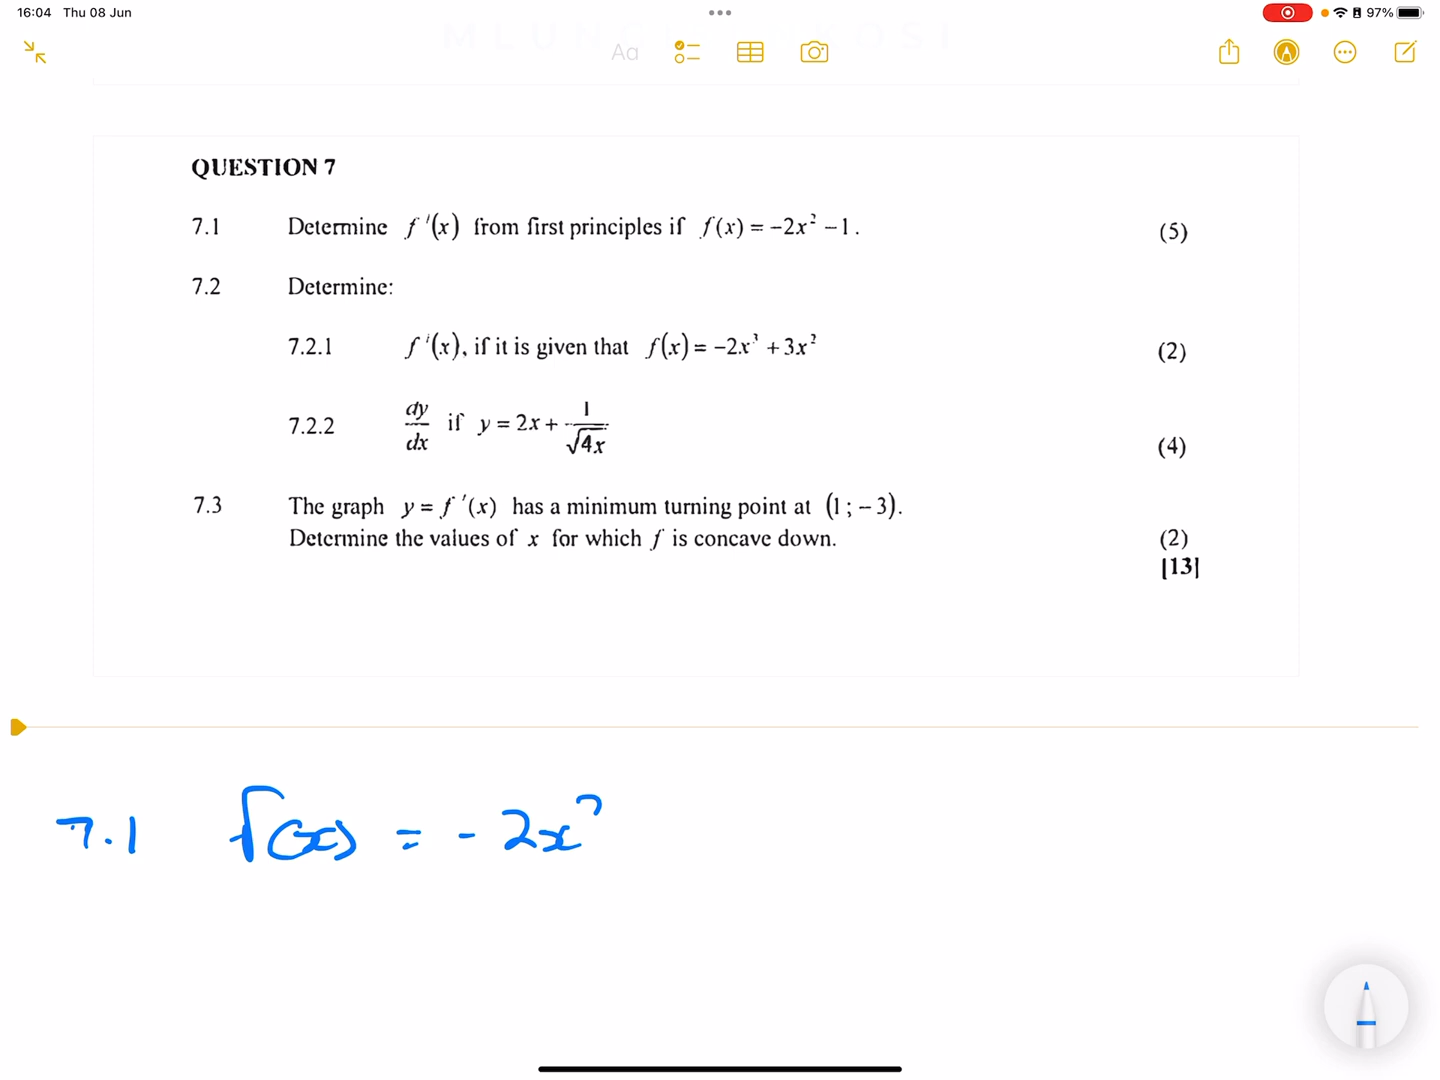 16:04 Thu 08 Jun 97%
Aa
QUESTION 7
7.1 Determine f '(x) from first principles if f(x) = -2x² - 1. (5)
7.2 Determine:
7.2.1 f '(x), if it is given that f(x) = -2x³ + 3x² (2)
7.2.2 dy/dx if y = 2x + 1/√4x (4)
7.3 The graph y = f '(x) has a minimum turning point at (1 ; - 3).
Determine the values of x for which f is concave down. (2)
[13]
7.1 f(x) = - 2x²